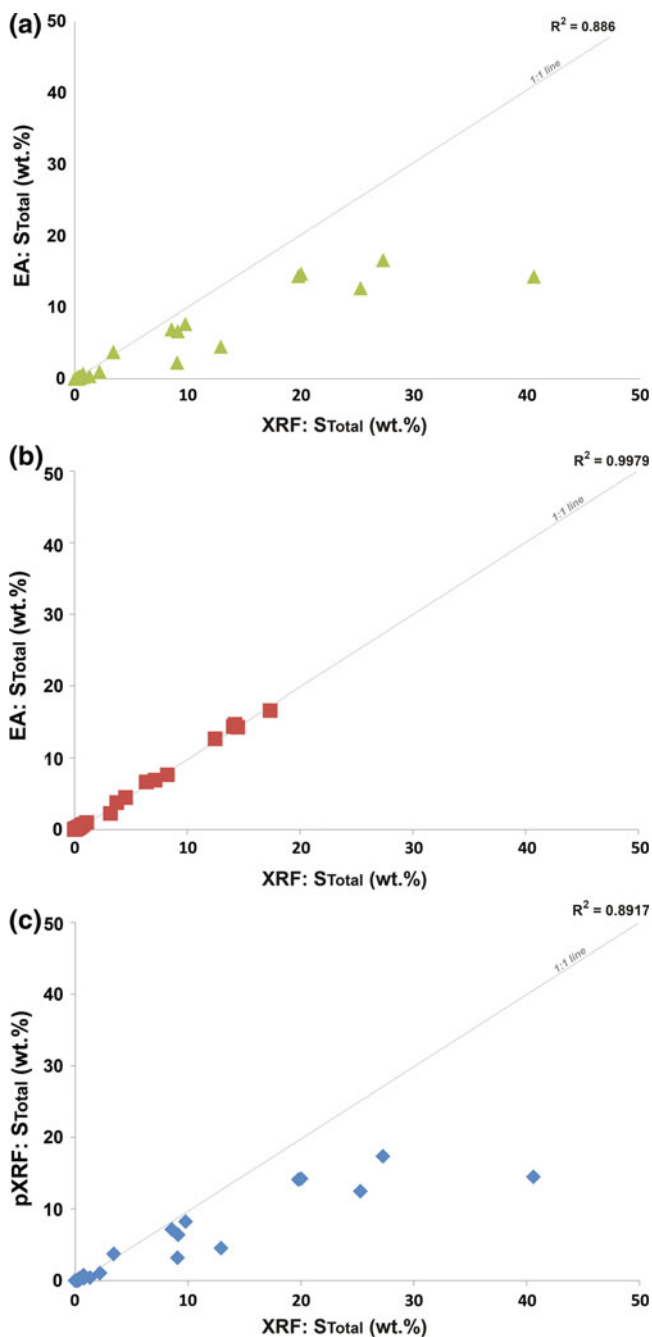 (a)
50
40
30
20
10
0
R² = 0.886
1:1 line
EA: STotal (wt.%)
0 10 20 30 40 50
XRF: STotal (wt.%)
(b)
50
40
30
20
10
0
R² = 0.9979
1:1 line
EA: STotal (wt.%)
0 10 20 30 40 50
XRF: STotal (wt.%)
(c)
50
40
30
20
10
0
R² = 0.8917
1:1 line
pXRF: STotal (wt.%)
0 10 20 30 40 50
XRF: STotal (wt.%)